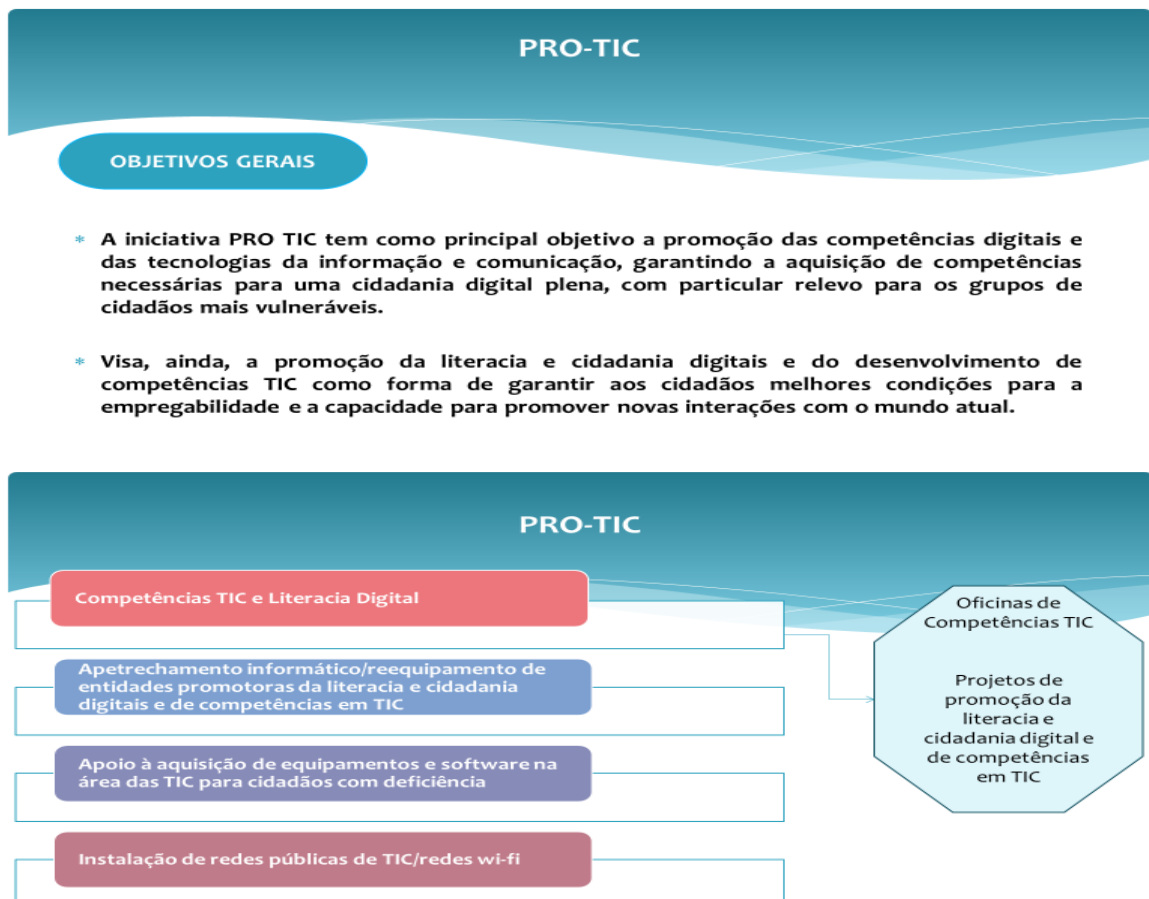 PRO-TIC
OBJETIVOS GERAIS
* A iniciativa PRO TIC tem como principal objetivo a promoção das competências digitais e
das tecnologias da informação e comunicação, garantindo a aquisição de competências
necessárias para uma cidadania digital plena, com particular relevo para os grupos de
cidadãos mais vulneráveis.
* Visa, ainda, a promoção da literacia e cidadania digitais e do desenvolvimento de
competências TIC como forma de garantir aos cidadãos melhores condições para a
empregabilidade e a capacidade para promover novas interações com o mundo atual.
PRO-TIC
Competências TIC e Literacia Digital
Apetrechamento informático/reequipamento de
entidades promotoras da literacia e cidadania
digitais e de competências em TIC
Apoio à aquisição de equipamentos e software na
área das TIC para cidadãos com deficiência
Instalação de redes públicas de TIC/redes wi-fi
Oficinas de
Competências TIC
Projetos de
promoção da
literacia e
cidadania digital e
de competências
em TIC